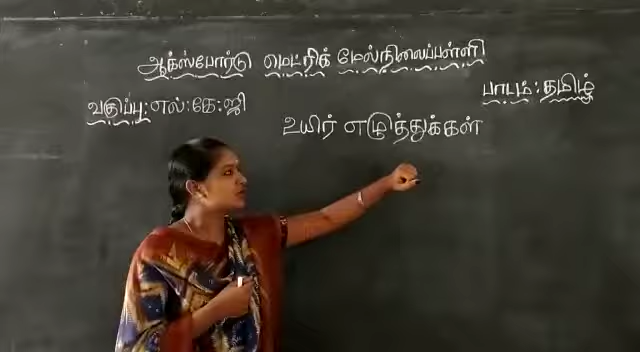 ஆக்ஸ்போர்டு மெட்ரிக் மேல்நிலைப்பள்ளி
பாடம்: தமிழ்
வகுப்பு: எல்: கே: ஜி
உயிர் எழுத்துக்கள்